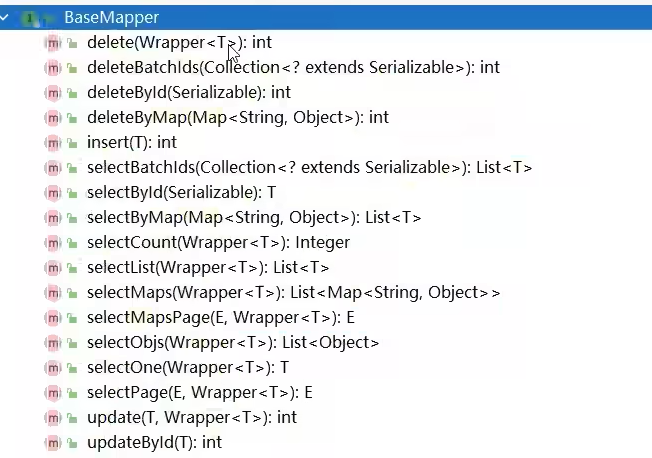 BaseMapper
delete(Wrapper<T>): int
deleteBatchIds(Collection<? extends Serializable>): int
deleteById(Serializable): int
deleteByMap(Map<String, Object>): int
insert(T): int
selectBatchIds(Collection<? extends Serializable>): List<T>
selectById(Serializable): T
selectByMap(Map<String, Object>): List<T>
selectCount(Wrapper<T>): Integer
selectList(Wrapper<T>): List<T>
selectMaps(Wrapper<T>): List<Map<String, Object>>
selectMapsPage(E, Wrapper<T>): E
selectObjs(Wrapper<T>): List<Object>
selectOne(Wrapper<T>): T
selectPage(E, Wrapper<T>): E
update(T, Wrapper<T>): int
updateById(T): int